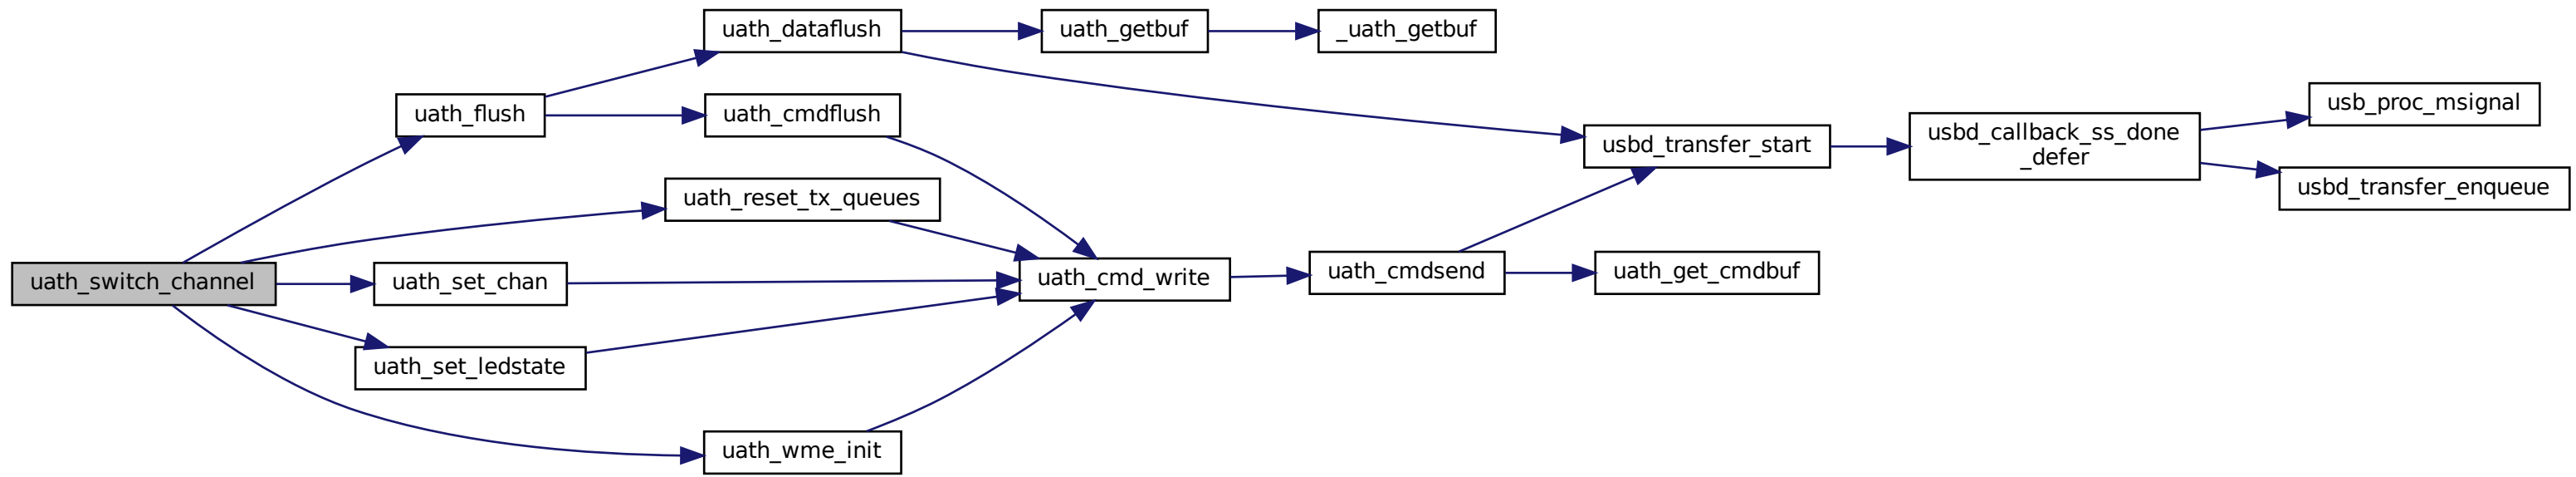 uath_dataflush
uath_getbuf
_uath_getbuf
uath_flush
uath_cmdflush
usb_proc_msignal
usbd_transfer_start
usbd_callback_ss_done
_defer
usbd_transfer_enqueue
uath_reset_tx_queues
uath_switch_channel
uath_set_chan
uath_cmd_write
uath_cmdsend
uath_get_cmdbuf
uath_set_ledstate
uath_wme_init